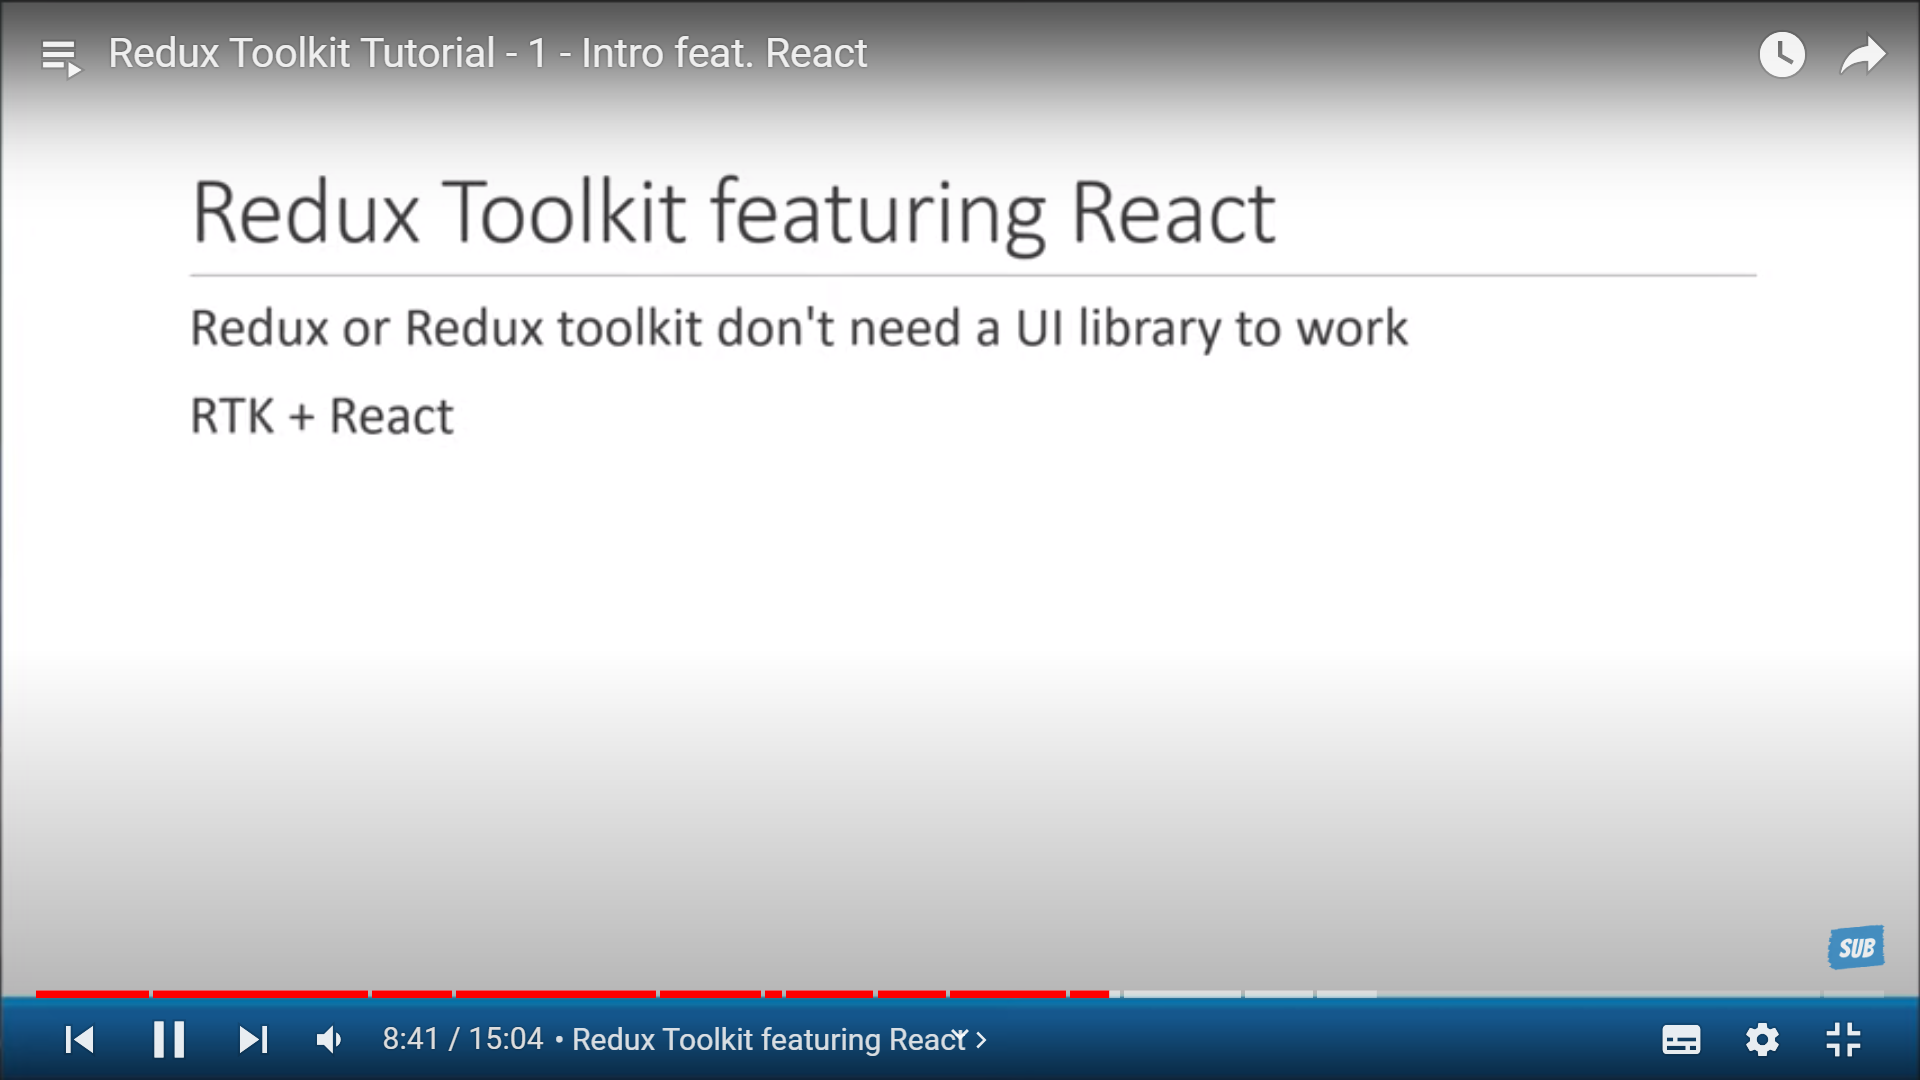 Redux Toolkit Tutorial - 1 - Intro feat. React
Redux Toolkit featuring React
Redux or Redux toolkit don't need a UI library to work
RTK + React
SUB
8:41 / 15:04 • Redux Toolkit featuring React